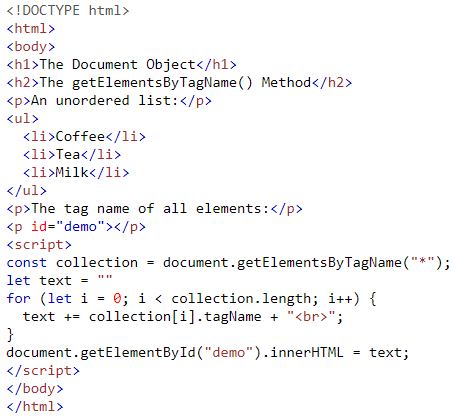 <!DOCTYPE html>
<html>
<body>
<h1>The Document Object</h1>
<h2>The getElementsByTagName() Method</h2>
<p>An unordered list:</p>
<ul>
  <li>Coffee</li>
  <li>Tea</li>
  <li>Milk</li>
</ul>
<p>The tag name of all elements:</p>
<p id="demo"></p>
<script>
const collection = document.getElementsByTagName("*");
let text = ""
for (let i = 0; i < collection.length; i++) {
  text += collection[i].tagName + "<br>";
}
document.getElementById("demo").innerHTML = text;
</script>
</body>
</html>